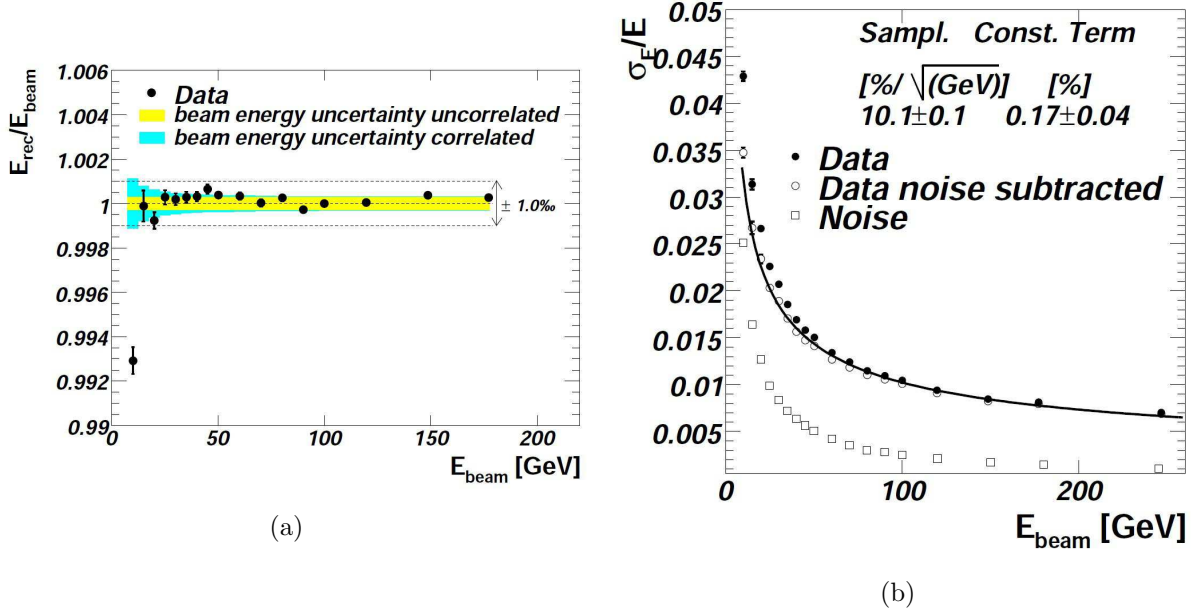 E_rec/E_beam
1.006
1.004
1.002
1
0.998
0.996
0.994
0.992
0.99
Data
beam energy uncertainty uncorrelated
beam energy uncertainty correlated
± 1.0‰
0 50 100 150 200
E_beam [GeV]
(a)
σ_E/E
0.05
0.045
0.04
0.035
0.03
0.025
0.02
0.015
0.01
0.005
Sampl. Const. Term
[%/√(GeV)] [%]
10.1±0.1 0.17±0.04
Data
Data noise subtracted
Noise
0 100 200
E_beam [GeV]
(b)